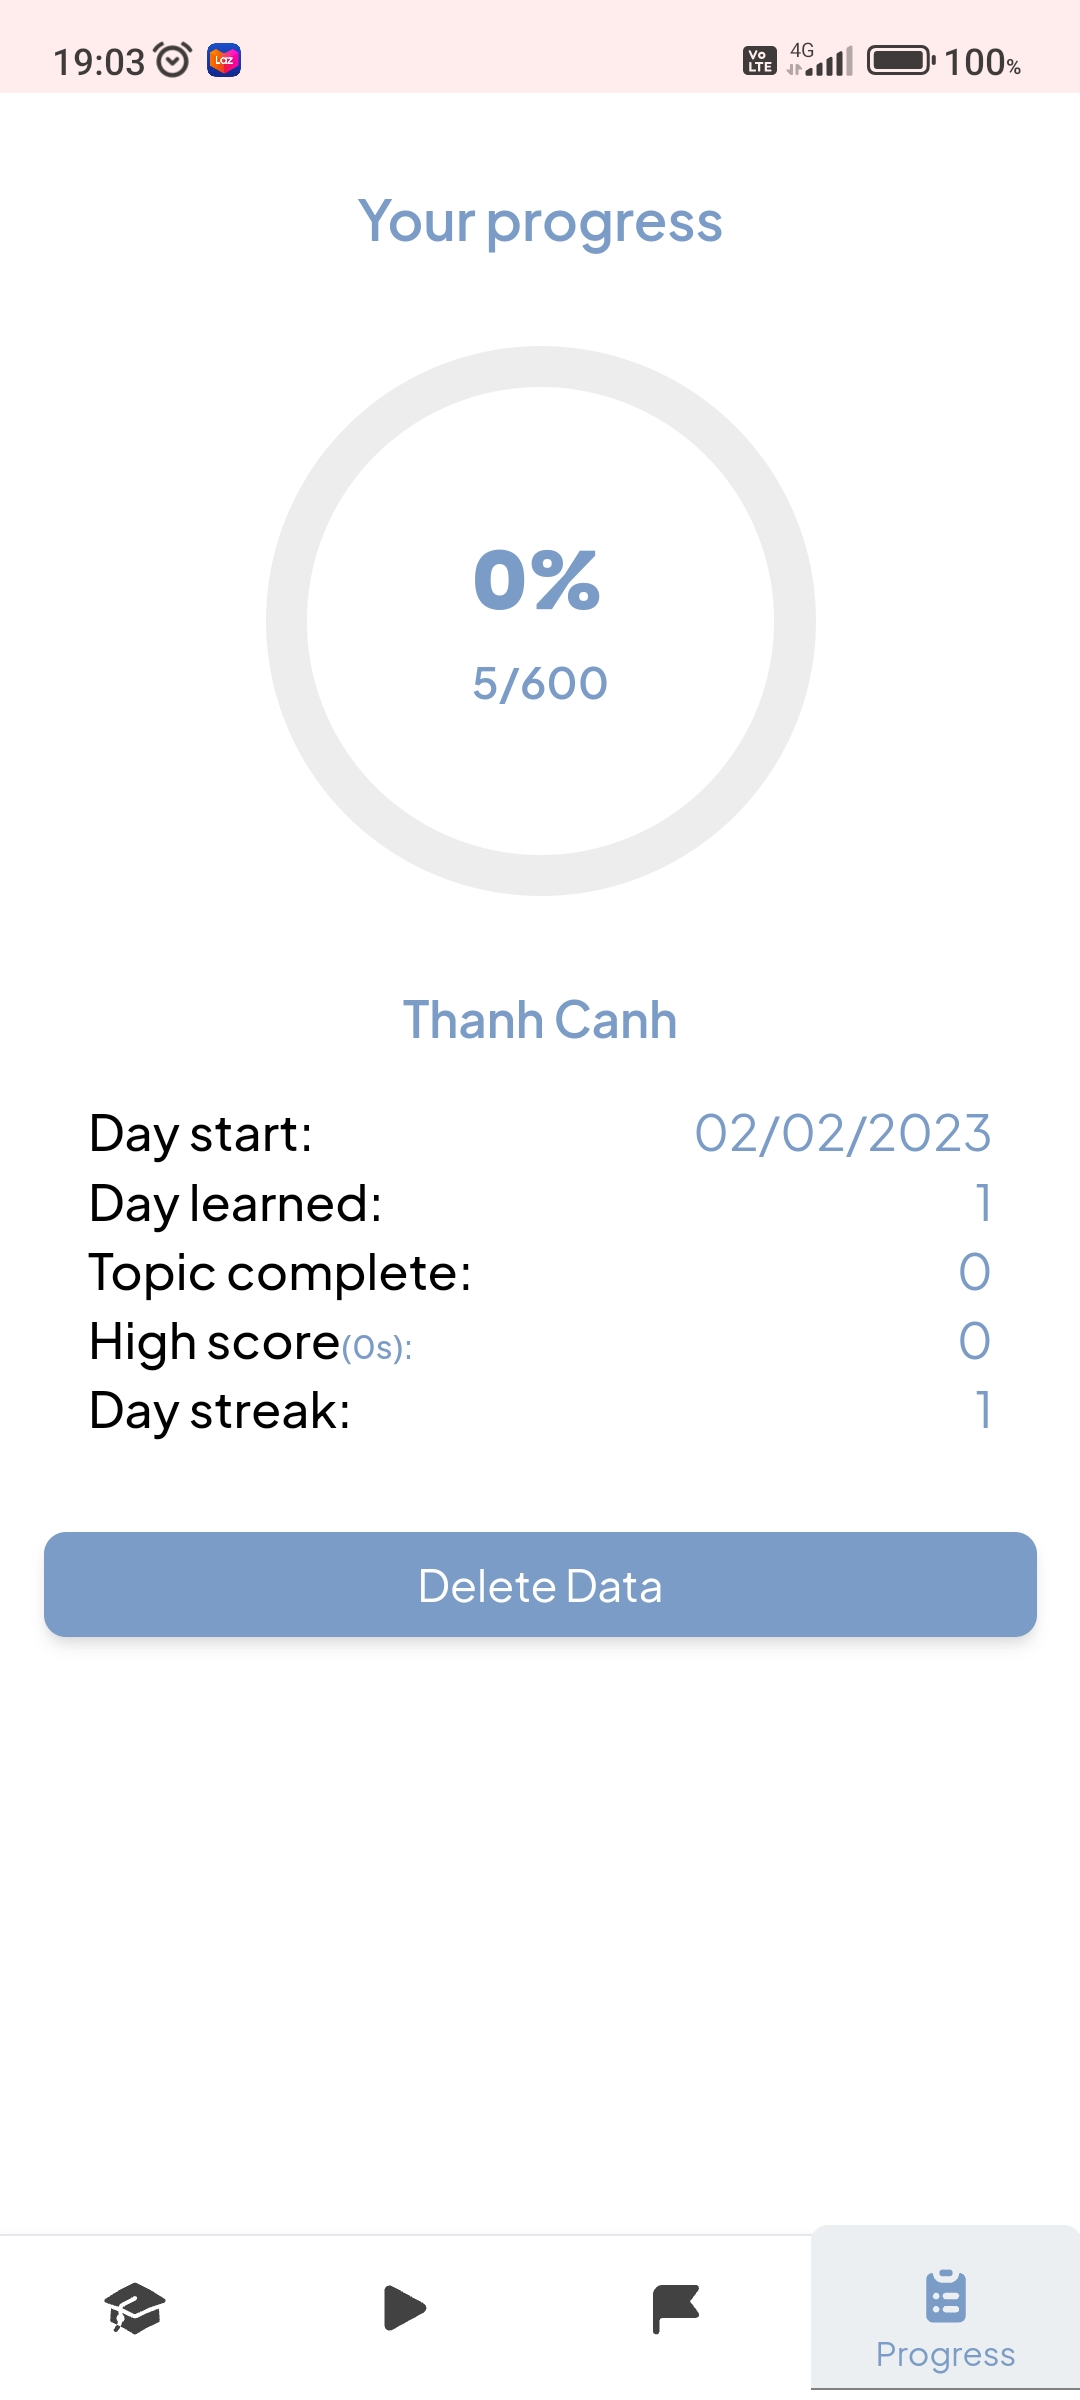 19:03 Laz Vo LTE 4G 100%
Your progress
0%
5/600
Thanh Canh
Day start: 02/02/2023
Day learned: 1
Topic complete: 0
High score(0s): 0
Day streak: 1
Delete Data
Progress